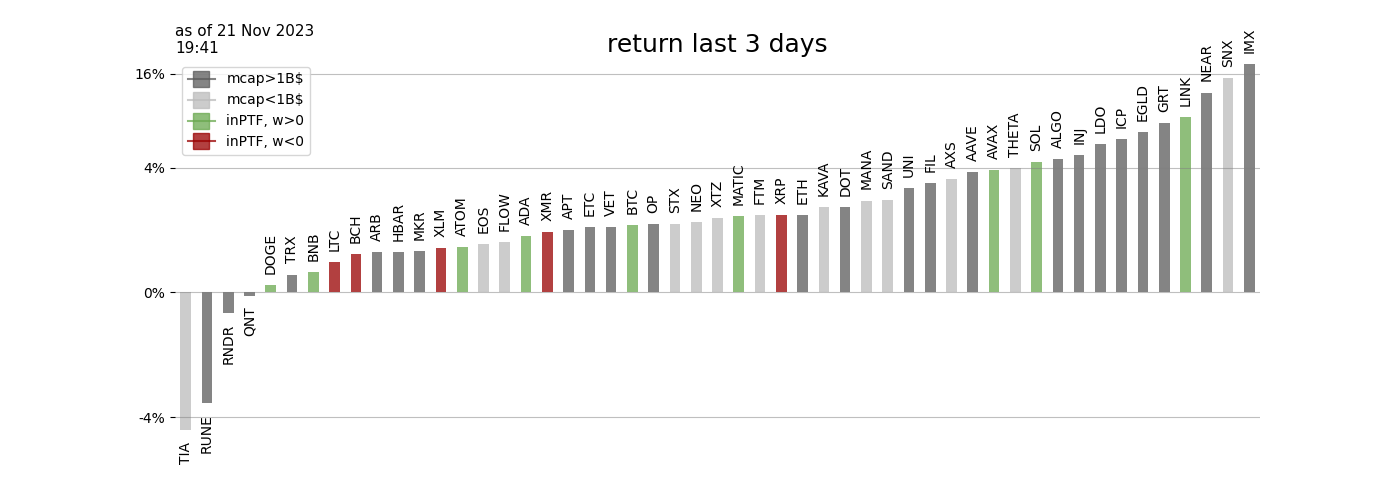 as of 21 Nov 2023
19:41
return last 3 days
16%
4%
0%
-4%
mcap>1B$
mcap<1B$
inPTF, w>0
inPTF, w<0
TIA
RUNE
RNDR
QNT
DOGE
TRX
BNB
LTC
BCH
ARB
HBAR
MKR
XLM
ATOM
EOS
FLOW
ADA
XMR
APT
ETC
VET
BTC
OP
STX
NEO
XTZ
MATIC
FTM
XRP
ETH
KAVA
DOT
MANA
SAND
UNI
FIL
AXS
AAVE
AVAX
THETA
SOL
ALGO
INJ
LDO
ICP
EGLD
GRT
LINK
NEAR
SNX
IMX